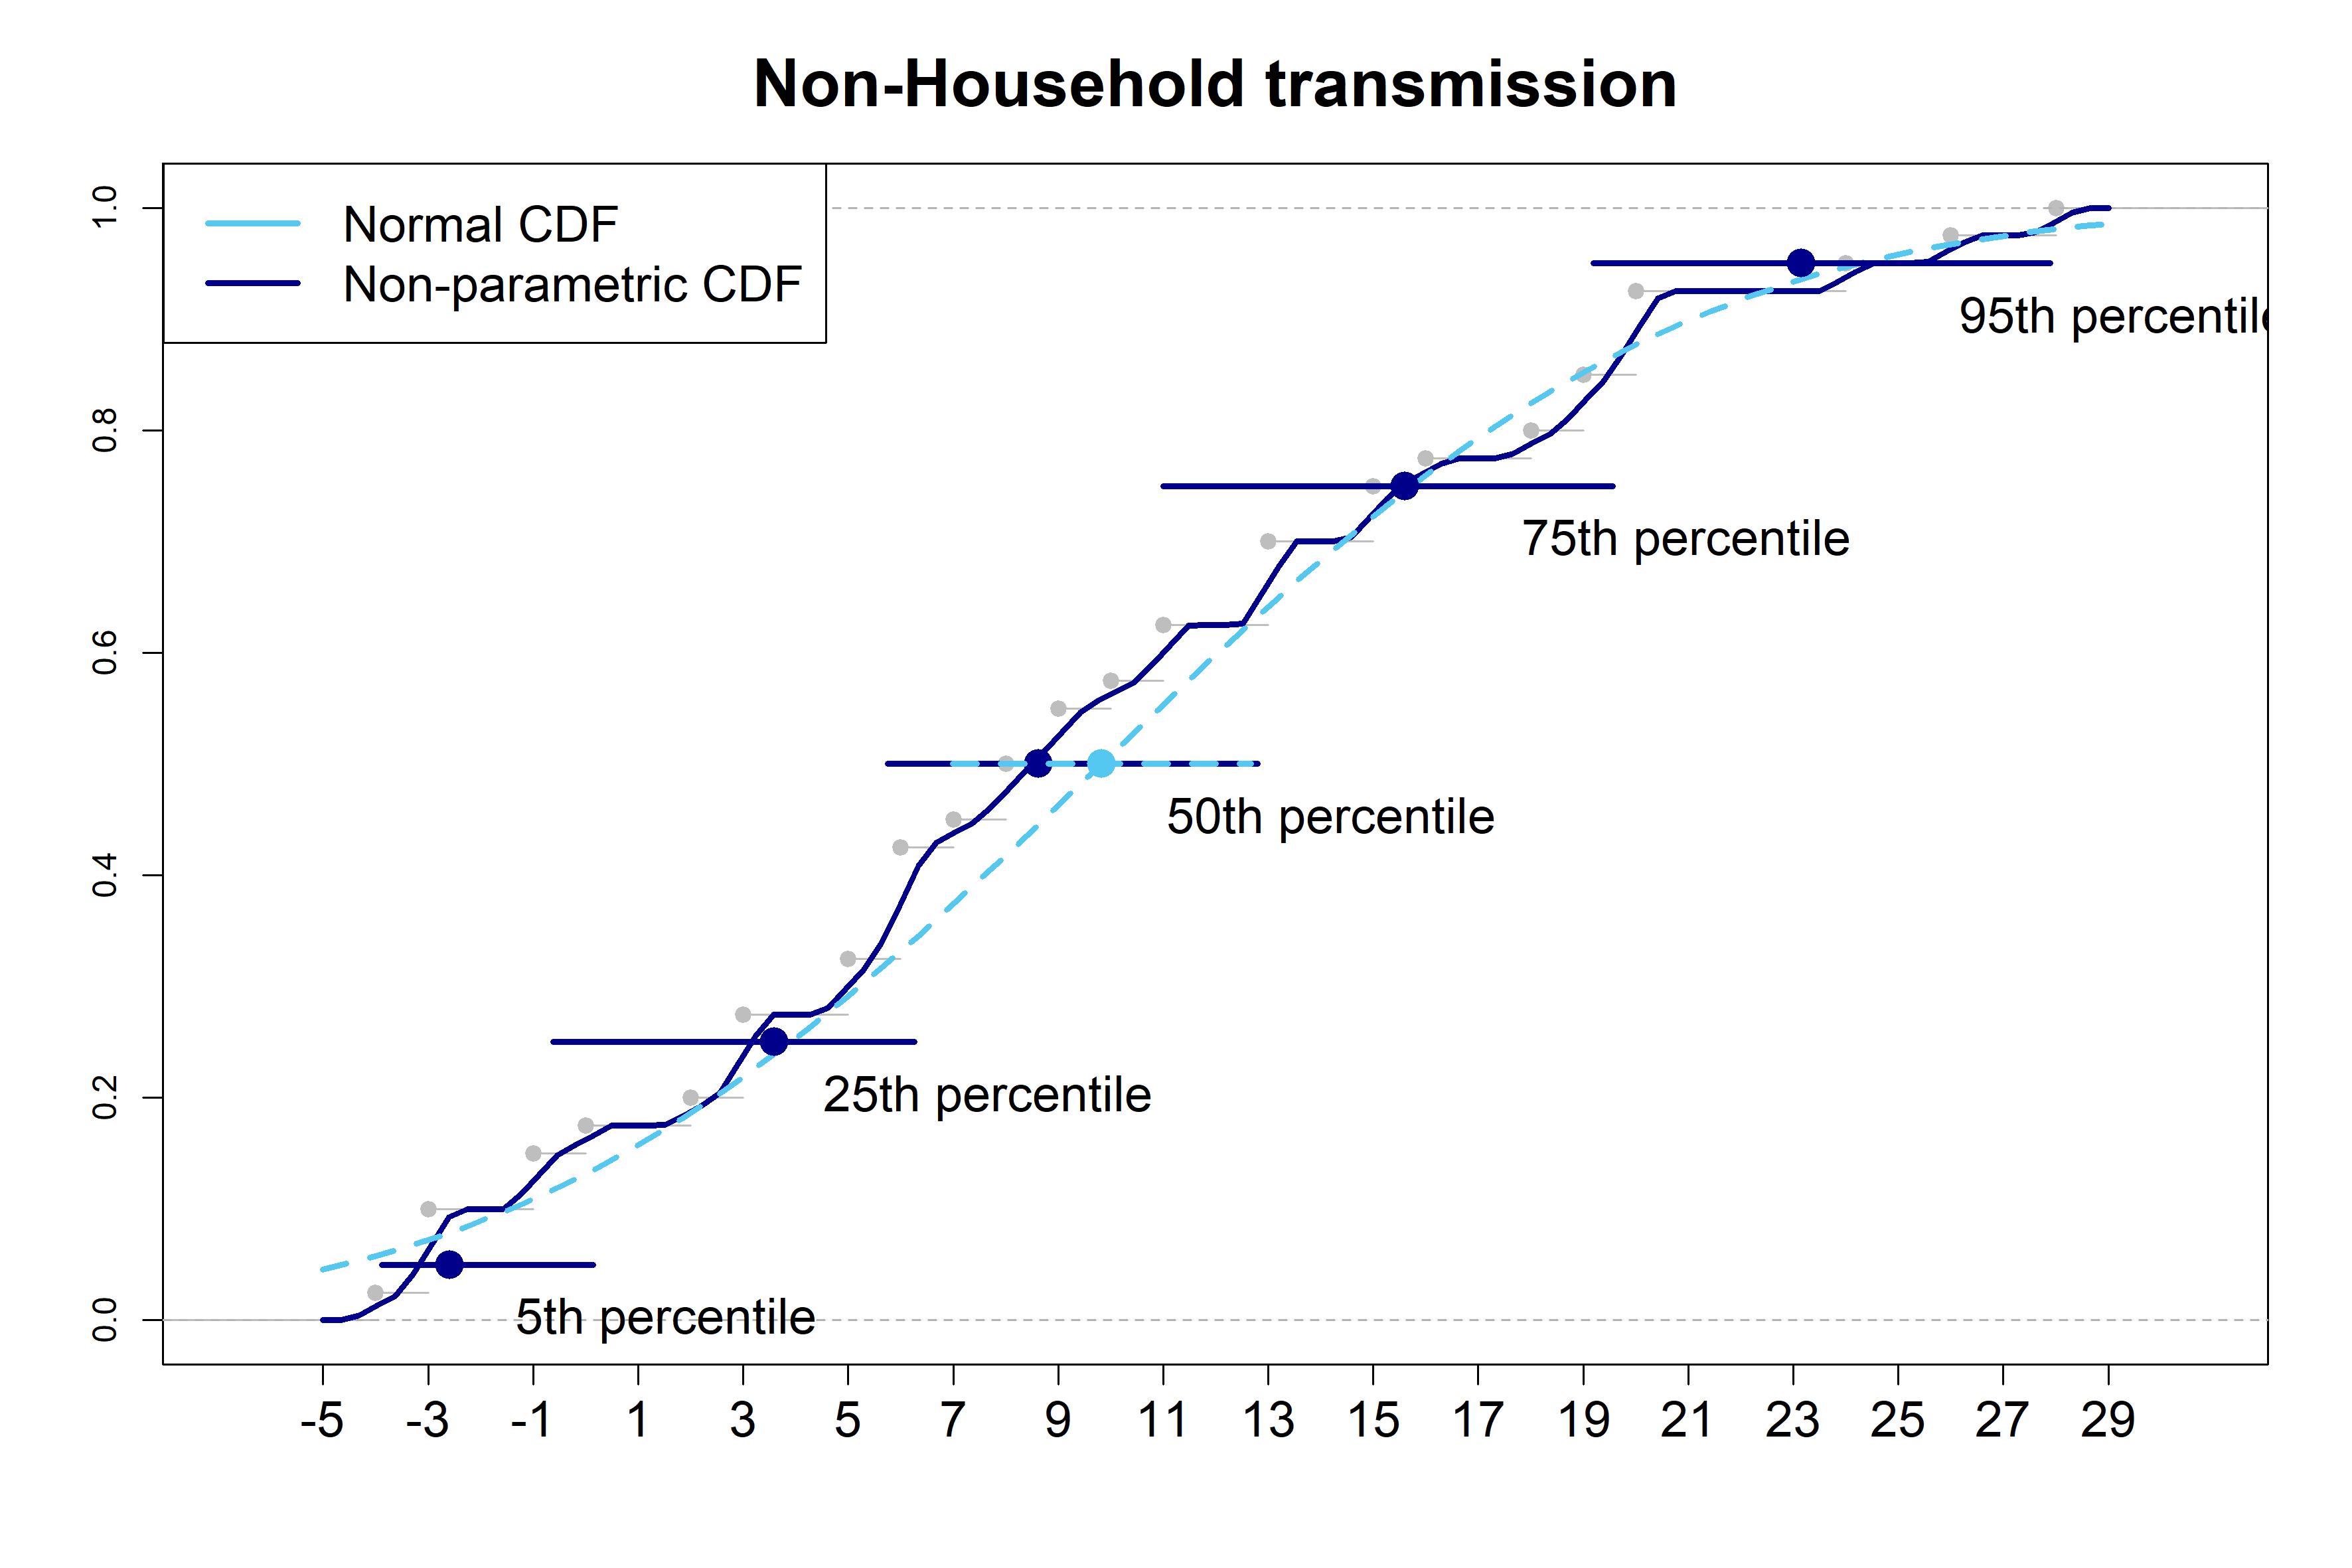 Non-Household transmission
Normal CDF
Non-parametric CDF
1.0
0.8
0.6
0.4
0.2
0.0
95th percentile
75th percentile
50th percentile
25th percentile
5th percentile
-5 -3 -1 1 3 5 7 9 11 13 15 17 19 21 23 25 27 29